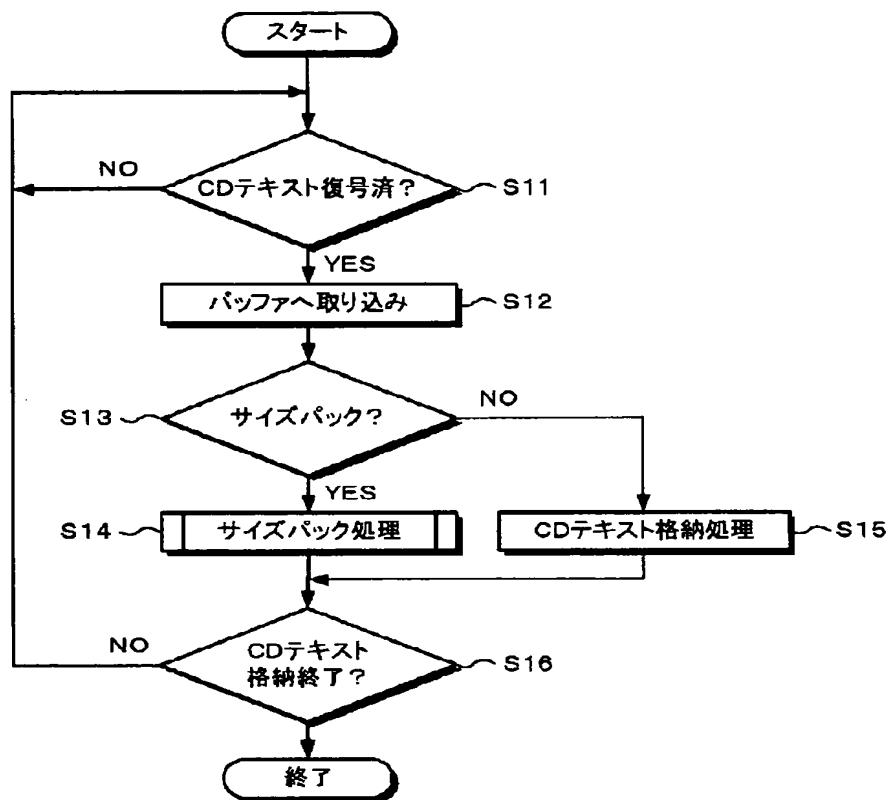 スタート
NO
CDテキスト復号済?
S11
YES
バッファへ取り込み
S12
S13
サイズパック?
NO
YES
S14
サイズパック処理
CDテキスト格納処理
S15
NO
CDテキスト
格納終了?
S16
終了